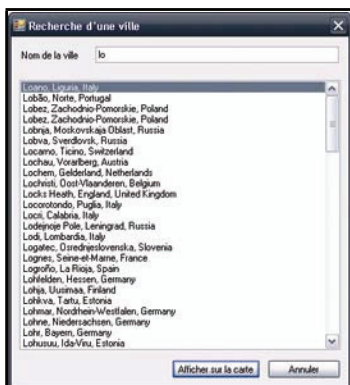 Recherche d'une ville
Nom de la ville lo
Loano, Liguria, Italy
Lobão, Norte, Portugal
Lobez, Zachodnio-Pomorskie, Poland
Lobez, Zachodnio-Pomorskie, Poland
Lobnja, Moskovskaja Oblast, Russia
Lobva, Sverdlovsk, Russia
Locarno, Ticino, Switzerland
Lochau, Vorarlberg, Austria
Lochem, Gelderland, Netherlands
Lochristi, Oost-Vlaanderen, Belgium
Locks Heath, England, United Kingdom
Locorotondo, Puglia, Italy
Locri, Calabria, Italy
Lodejnoje Pole, Leningrad, Russia
Lodi, Lombardia, Italy
Logatec, Osrednjeslovenska, Slovenia
Lognes, Seine-et-Marne, France
Logroño, La Rioja, Spain
Lohfelden, Hessen, Germany
Lohja, Uusimaa, Finland
Lohkva, Tartu, Estonia
Lohmar, Nordrhein-Westfalen, Germany
Lohne, Niedersachsen, Germany
Lohr, Bayern, Germany
Lohusuu, Ida-Viru, Estonia
Afficher sur la carte Annuler